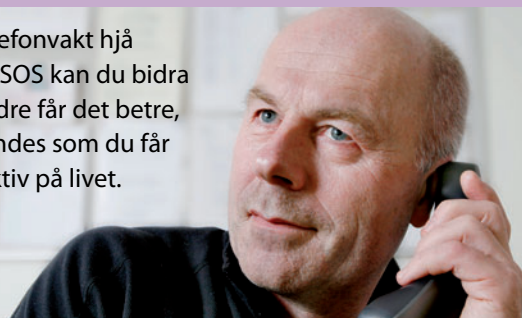 efonvakt hjå
SOS kan du bidra
dre får det betre,
ndes som du får
tiv på livet.